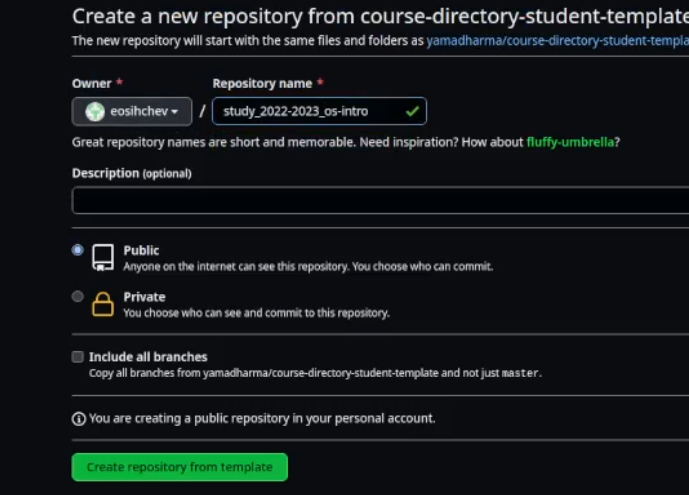 Create a new repository from course-directory-student-template
The new repository will start with the same files and folders as yamadharma/course-directory-student-templa
Owner * Repository name *
eosihchev / study_2022-2023_os-intro
Great repository names are short and memorable. Need inspiration? How about fluffy-umbrella?
Description (optional)
Public
Anyone on the internet can see this repository. You choose who can commit.
Private
You choose who can see and commit to this repository.
Include all branches
Copy all branches from yamadharma/course-directory-student-template and not just master.
You are creating a public repository in your personal account.
Create repository from template